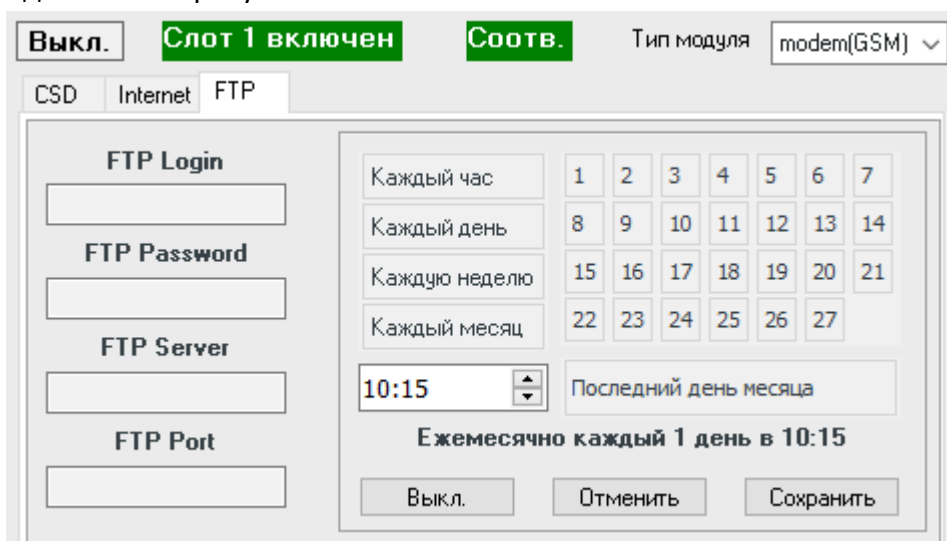 Выкл. Слот 1 включен Соотв. Тип модуля modem(GSM)
CSD Internet FTP
FTP Login
FTP Password
FTP Server
FTP Port
Каждый час
Каждый день
Каждую неделю
Каждый месяц
1 2 3 4 5 6 7
8 9 10 11 12 13 14
15 16 17 18 19 20 21
22 23 24 25 26 27
10:15 Последний день месяца
Ежемесячно каждый 1 день в 10:15
Выкл. Отменить Сохранить